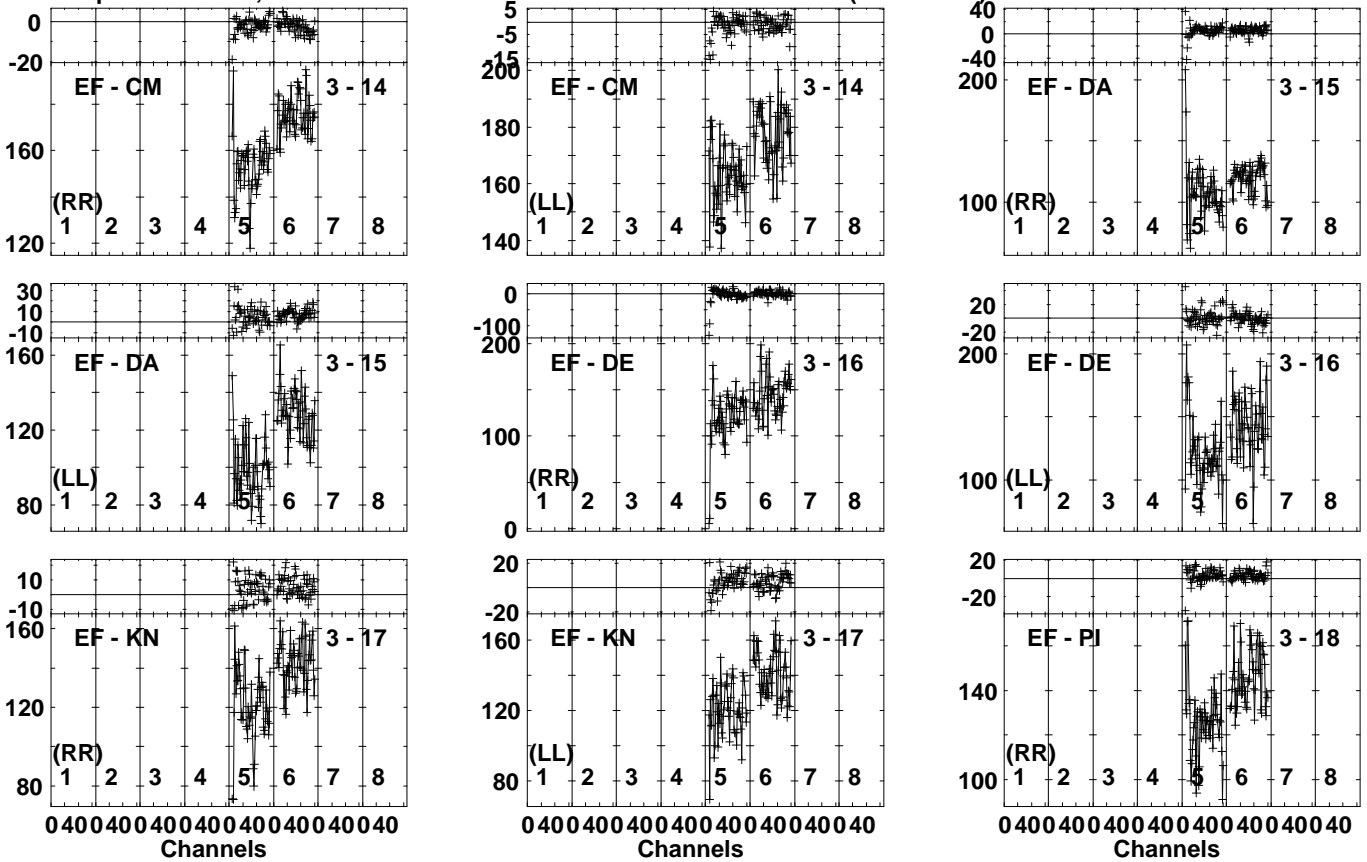 0
-20
EF - CM 3 - 14
160
120
(RR)
1 2 3 4 5 6 7 8
5
-5
-15
200
EF - CM 3 - 14
180
160
140
(LL)
1 2 3 4 5 6 7 8
40
0
-40
200
EF - DA 3 - 15
100 (RR)
1 2 3 4 5 6 7 8
30
10
-10
160
EF - DA 3 - 15
120
80
(LL)
1 2 3 4 5 6 7 8
0
-100
200
EF - DE 3 - 16
100
0
(RR)
1 2 3 4 5 6 7 8
20
-20
200
EF - DE 3 - 16
100 (LL)
1 2 3 4 5 6 7 8
10
-10
160
EF - KN 3 - 17
120
80
(RR)
1 2 3 4 5 6 7 8
0 40 0 40 0 40 0 40 0 40 0 40 0 40 0 40
Channels
20
-20
160
EF - KN 3 - 17
120
80
(LL)
1 2 3 4 5 6 7 8
0 40 0 40 0 40 0 40 0 40 0 40 0 40 0 40
Channels
20
-20
EF - PI 3 - 18
140
100
(RR)
1 2 3 4 5 6 7 8
0 40 0 40 0 40 0 40 0 40 0 40 0 40 0 40
Channels